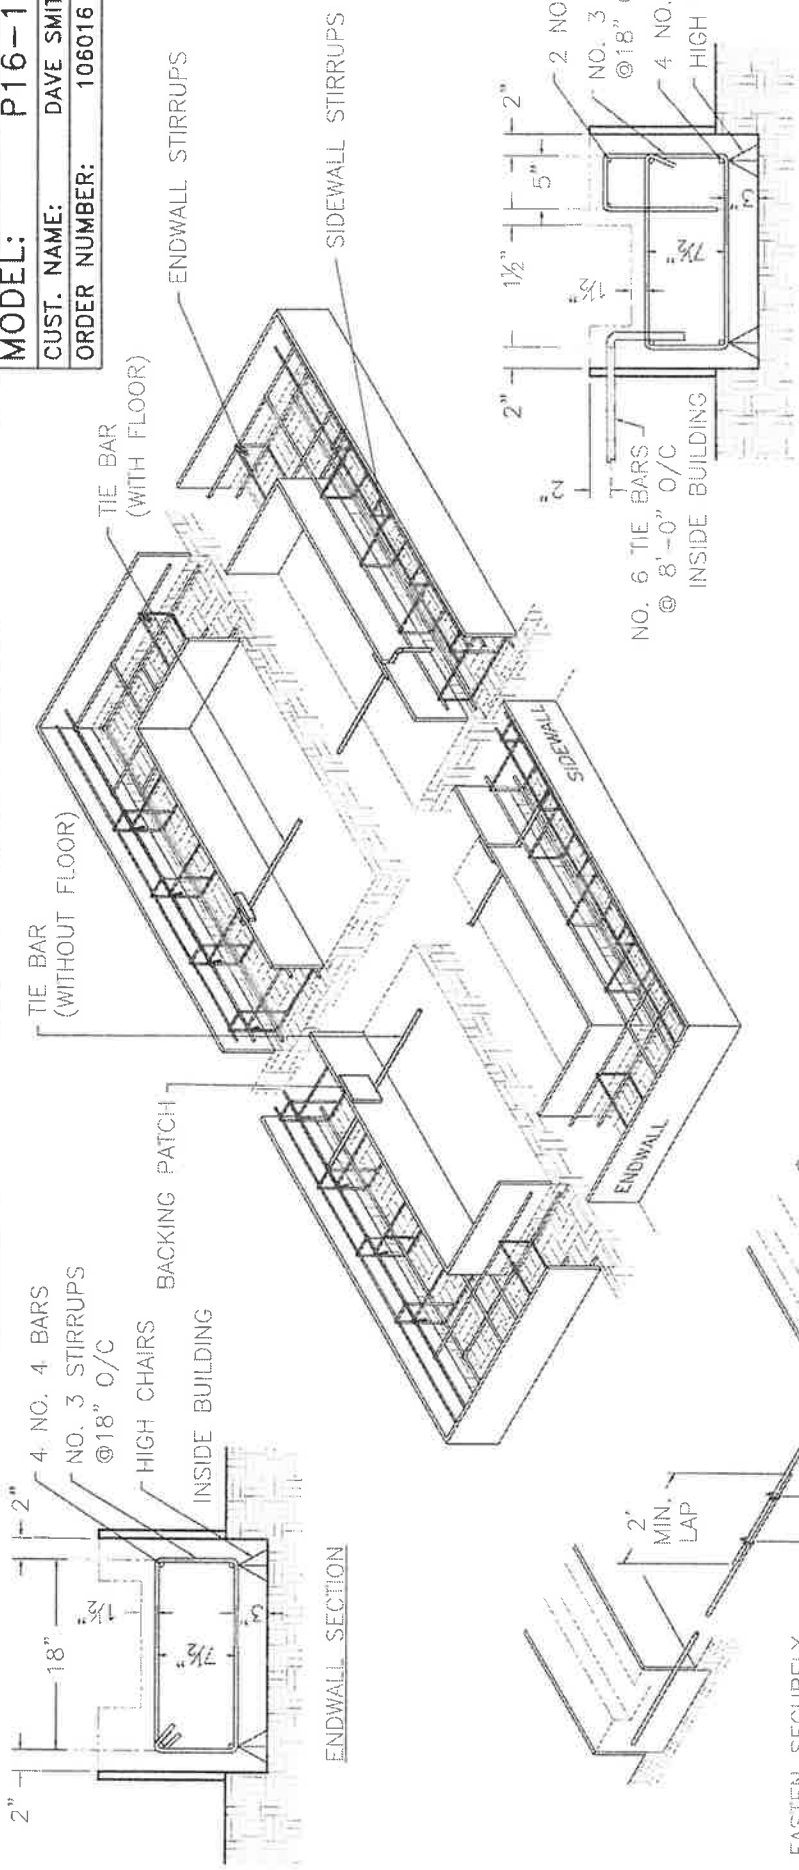 MODEL: P16-1
CUST. NAME: DAVE SMIT
ORDER NUMBER: 106016
2" 18" 2"
1½"
7½"
3"
4 NO. 4 BARS
NO. 3 STIRRUPS
@18" O/C
HIGH CHAIRS
INSIDE BUILDING
ENDWALL SECTION
TIE BAR
(WITHOUT FLOOR)
BACKING PATCH
TIE BAR
(WITH FLOOR)
ENDWALL STIRRUPS
SIDEWALL STIRRUPS
ENDWALL
SIDEWALL
2" 1½" 5" 2"
1½"
7½"
3"
2"
2 NO
NO. 3
@18"
4 NO.
HIGH
NO. 6 TIE BARS
@ 8'-0" O/C
INSIDE BUILDING
2'
MIN.
LAP
FASTEN SECURELY